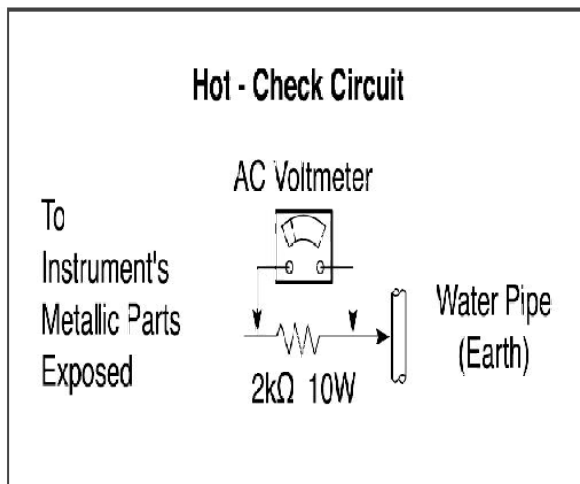 Hot - Check Circuit
AC Voltmeter
To
Instrument's
Metallic Parts
Exposed
Water Pipe
(Earth)
2kΩ 10W